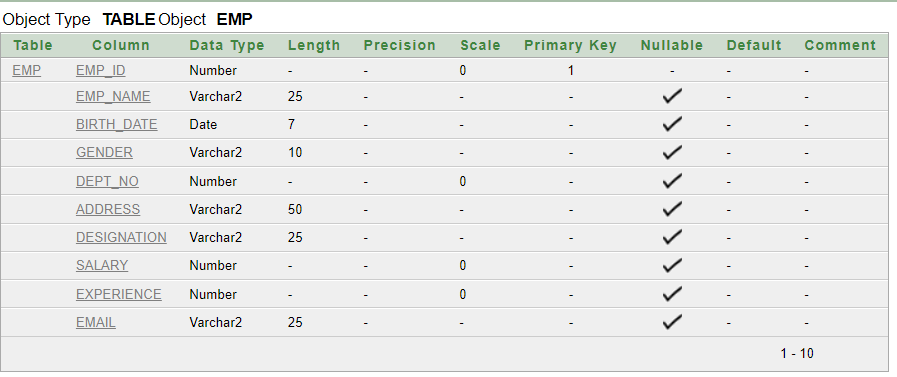 Object Type TABLE Object EMP
Table Column Data Type Length Precision Scale Primary Key Nullable Default Comment
EMP EMP_ID Number - - 0 1 - - -
EMP_NAME Varchar2 25 - - - - -
BIRTH_DATE Date 7 - - - - -
GENDER Varchar2 10 - - - - -
DEPT_NO Number - - 0 - - -
ADDRESS Varchar2 50 - - - - -
DESIGNATION Varchar2 25 - - - - -
SALARY Number - - 0 - - -
EXPERIENCE Number - - 0 - - -
EMAIL Varchar2 25 - - - - -
1 - 10